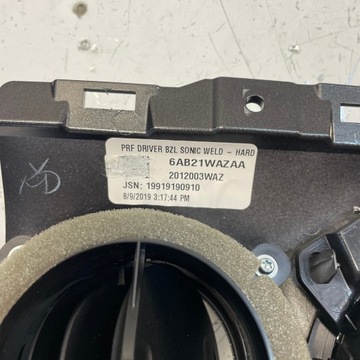 PRF DRIVER BZL SONIC WELD - HARD
6AB21WAZAA
2012003WAZ
JSN: 19919190910
8/9/2019 3:17:44 PM